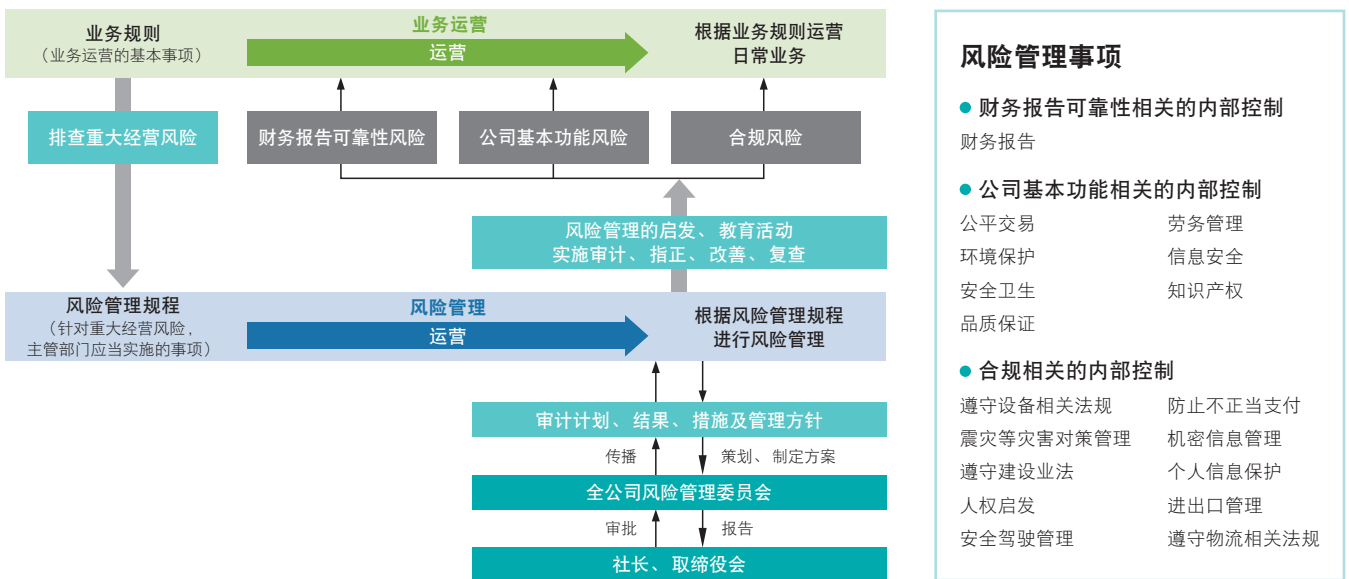 业务规则
（业务运营的基本事项）
业务运营
运营
根据业务规则运营
日常业务
排查重大经营风险
财务报告可靠性风险
公司基本功能风险
合规风险
风险管理的启发、教育活动
实施审计、指正、改善、复查
风险管理规程
（针对重大经营风险，
主管部门应当实施的事项）
风险管理
运营
根据风险管理规程
进行风险管理
审计计划、结果、措施及管理方针
传播
策划、制定方案
全公司风险管理委员会
审批
报告
社长、取缔役会
风险管理事项
● 财务报告可靠性相关的内部控制
财务报告
● 公司基本功能相关的内部控制
公平交易 劳务管理
环境保护 信息安全
安全卫生 知识产权
品质保证
● 合规相关的内部控制
遵守设备相关法规 防止不正当支付
震灾等灾害对策管理 机密信息管理
遵守建设业法 个人信息保护
人权启发 进出口管理
安全驾驶管理 遵守物流相关法规